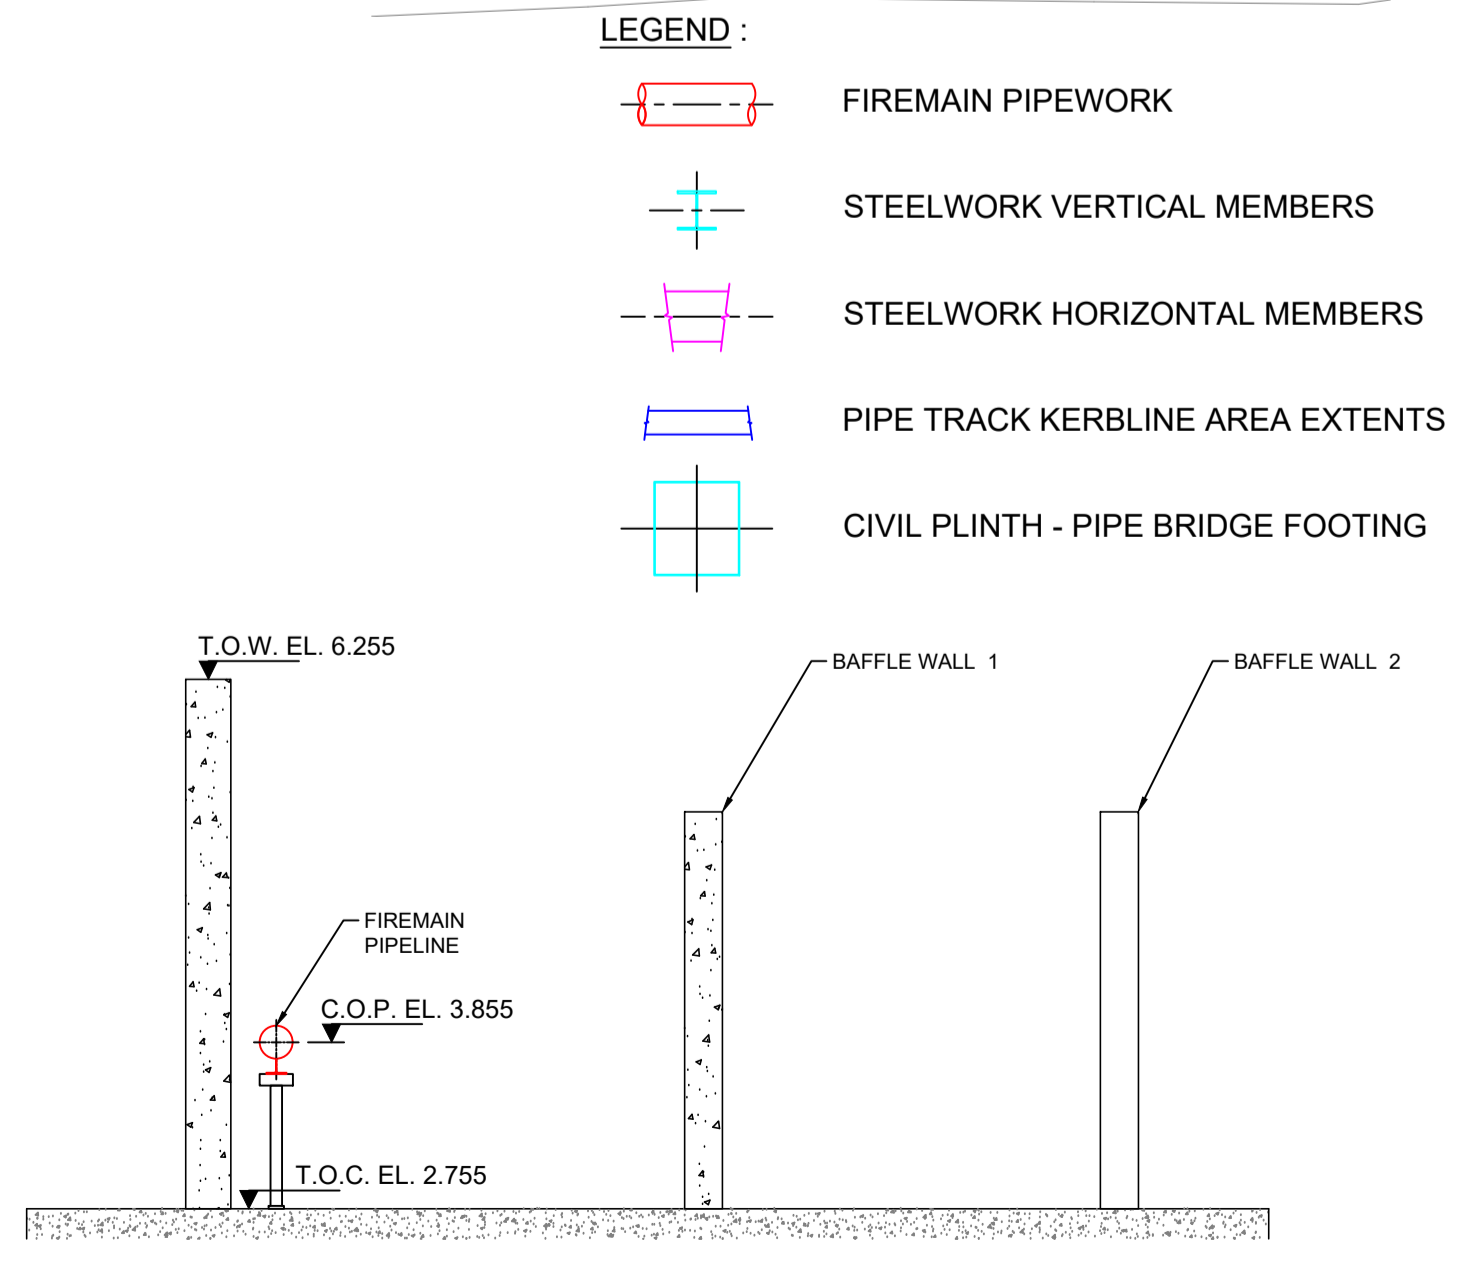 LEGEND :
FIREMAIN PIPEWORK
STEELWORK VERTICAL MEMBERS
STEELWORK HORIZONTAL MEMBERS
PIPE TRACK KERBLINE AREA EXTENTS
CIVIL PLINTH - PIPE BRIDGE FOOTING
T.O.W. EL. 6.255
BAFFLE WALL 1
BAFFLE WALL 2
FIREMAIN
PIPELINE
C.O.P. EL. 3.855
T.O.C. EL. 2.755